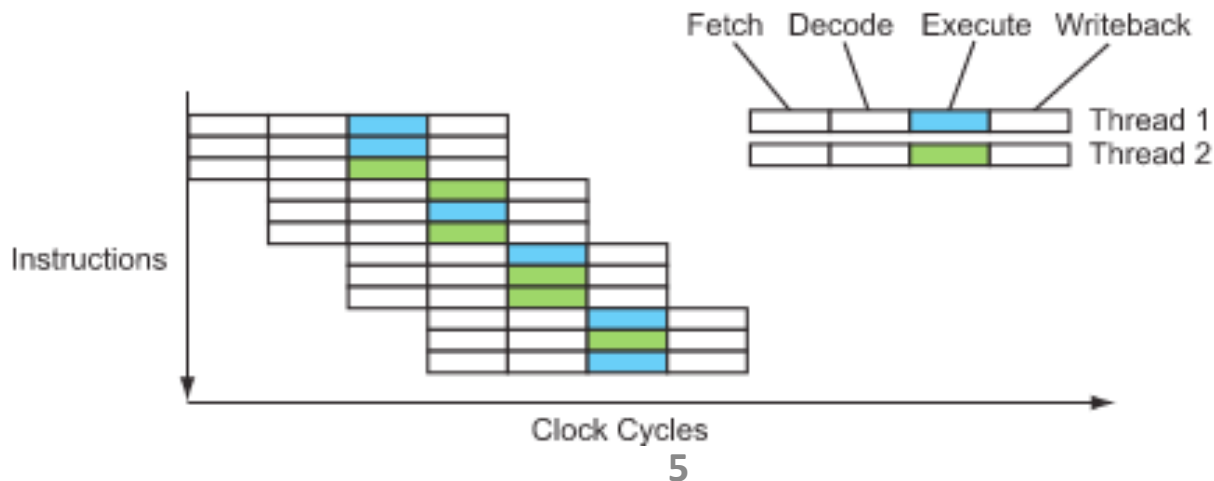 Fetch Decode Execute Writeback
Thread 1
Thread 2
Instructions
Clock Cycles
5